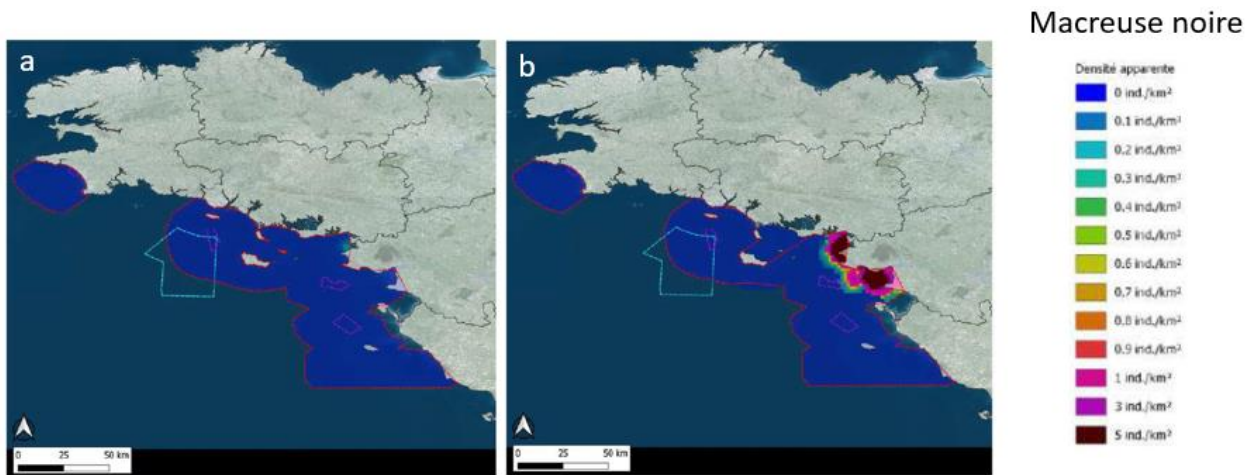 Macreuse noire
a
b
Densité apparente
0 ind./km²
0.1 ind./km²
0.2 ind./km²
0.3 ind./km²
0.4 ind./km²
0.5 ind./km²
0.6 ind./km²
0.7 ind./km²
0.8 ind./km²
0.9 ind./km²
1 ind./km²
3 ind./km²
5 ind./km²
0 25 50 km
0 25 50 km